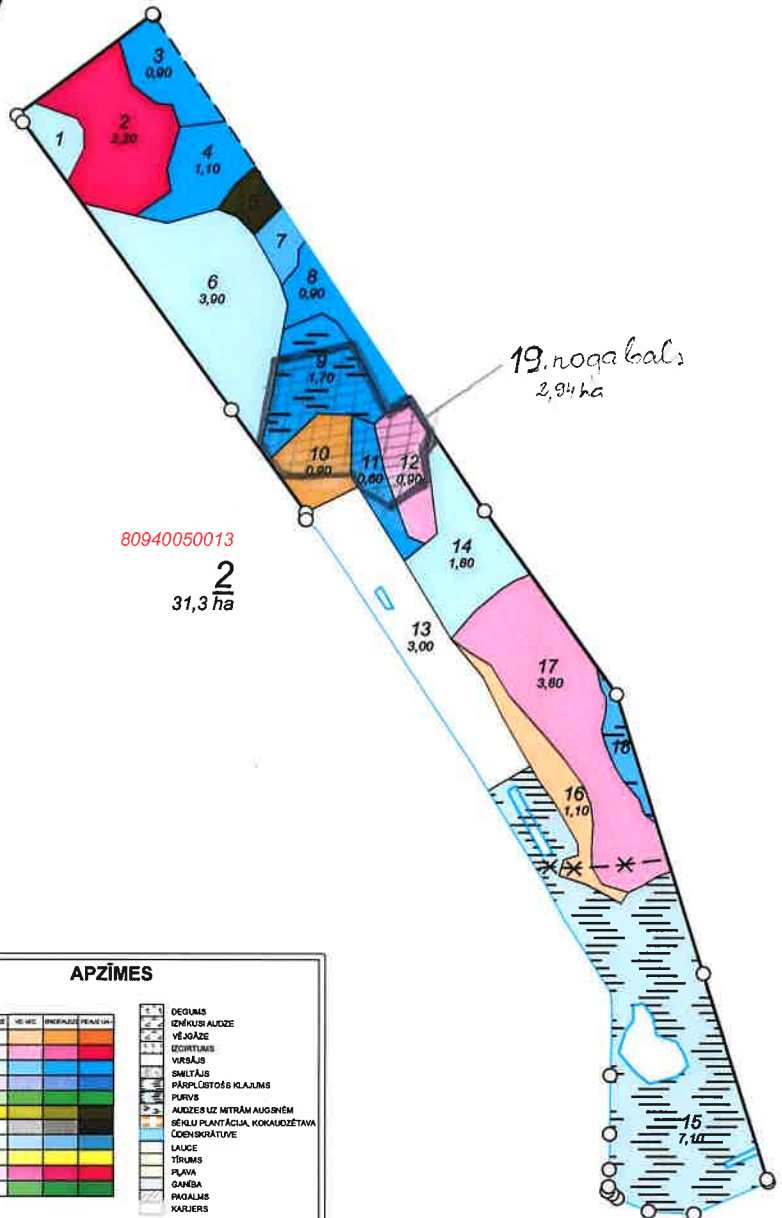 3
0,90
2
2,20
1
4
1,10
5
7
6
3,90
8
0,90
19. nogabals
2,94 ha
9
1,70
10
0,90
11
0,60
12
0,90
80940050013
2
31,3 ha
14
1,60
13
3,00
17
3,60
18
16
1,10
15
7,10
APZĪMES
DEGUMS
IZNĪKUSI AUDZE
VĒJGĀZE
IZCIRTUMS
VIRSĀJS
SMILTĀJS
PĀRPLŪSTOŠS KLAJUMS
PURVS
AUDZES UZ MITRĀM AUGSNĒM
SĒKLU PLANTĀCIJA, KOKAUDZĒTAVA
ŪDENSKRĀTUVE
LAUCE
TĪRUMS
PĻAVA
GANĪBA
PAGALMS
KARJERS